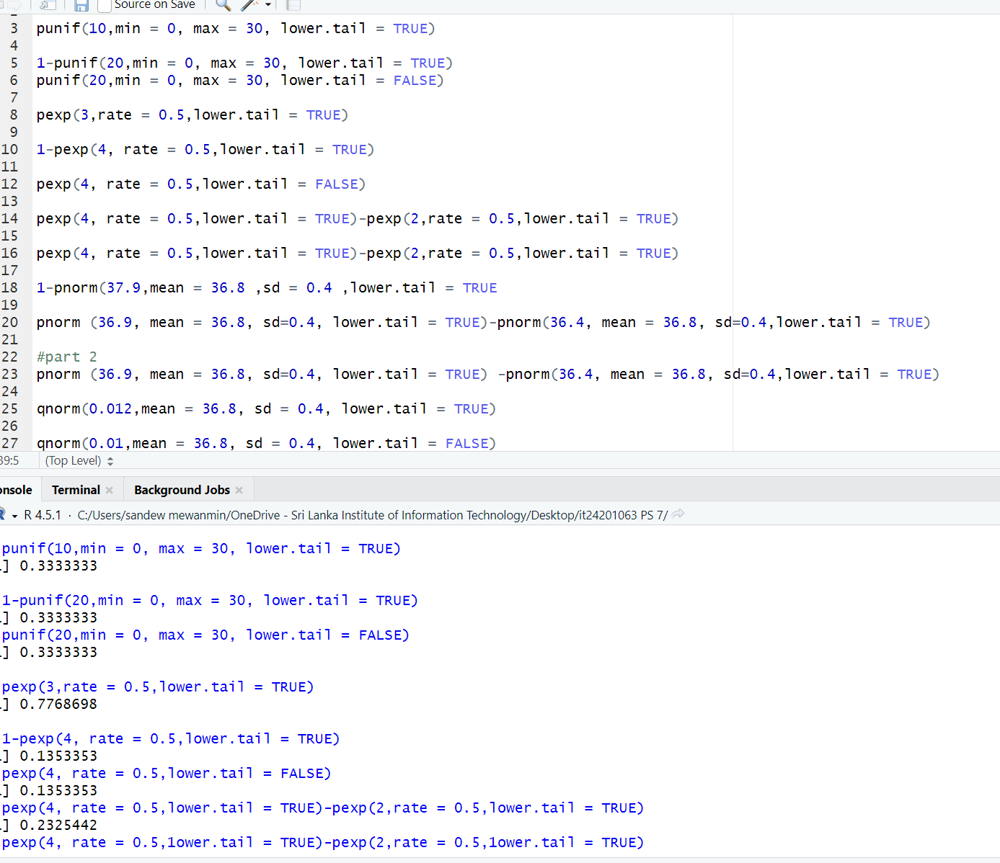 Source on Save
3 punif(10,min = 0, max = 30, lower.tail = TRUE)
4
5 1-punif(20,min = 0, max = 30, lower.tail = TRUE)
6 punif(20,min = 0, max = 30, lower.tail = FALSE)
7
8 pexp(3,rate = 0.5,lower.tail = TRUE)
9
10 1-pexp(4, rate = 0.5,lower.tail = TRUE)
11
12 pexp(4, rate = 0.5,lower.tail = FALSE)
13
14 pexp(4, rate = 0.5,lower.tail = TRUE)-pexp(2,rate = 0.5,lower.tail = TRUE)
15
16 pexp(4, rate = 0.5,lower.tail = TRUE)-pexp(2,rate = 0.5,lower.tail = TRUE)
17
18 1-pnorm(37.9,mean = 36.8 ,sd = 0.4 ,lower.tail = TRUE
19
20 pnorm (36.9, mean = 36.8, sd=0.4, lower.tail = TRUE)-pnorm(36.4, mean = 36.8, sd=0.4,lower.tail = TRUE)
21
22 #part 2
23 pnorm (36.9, mean = 36.8, sd=0.4, lower.tail = TRUE) -pnorm(36.4, mean = 36.8, sd=0.4,lower.tail = TRUE)
24
25 qnorm(0.012,mean = 36.8, sd = 0.4, lower.tail = TRUE)
26
27 qnorm(0.01,mean = 36.8, sd = 0.4, lower.tail = FALSE)
39:5 (Top Level)
onsole Terminal Background Jobs
R 4.5.1 · C:/Users/sandew mewanmin/OneDrive - Sri Lanka Institute of Information Technology/Desktop/it24201063 PS 7/
punif(10,min = 0, max = 30, lower.tail = TRUE)
] 0.3333333
1-punif(20,min = 0, max = 30, lower.tail = TRUE)
] 0.3333333
punif(20,min = 0, max = 30, lower.tail = FALSE)
] 0.3333333
pexp(3,rate = 0.5,lower.tail = TRUE)
] 0.7768698
1-pexp(4, rate = 0.5,lower.tail = TRUE)
] 0.1353353
pexp(4, rate = 0.5,lower.tail = FALSE)
] 0.1353353
pexp(4, rate = 0.5,lower.tail = TRUE)-pexp(2,rate = 0.5,lower.tail = TRUE)
] 0.2325442
pexp(4, rate = 0.5,1ower.tail = TRUE)-pexp(2,rate = 0.5,1ower.tail = TRUE)